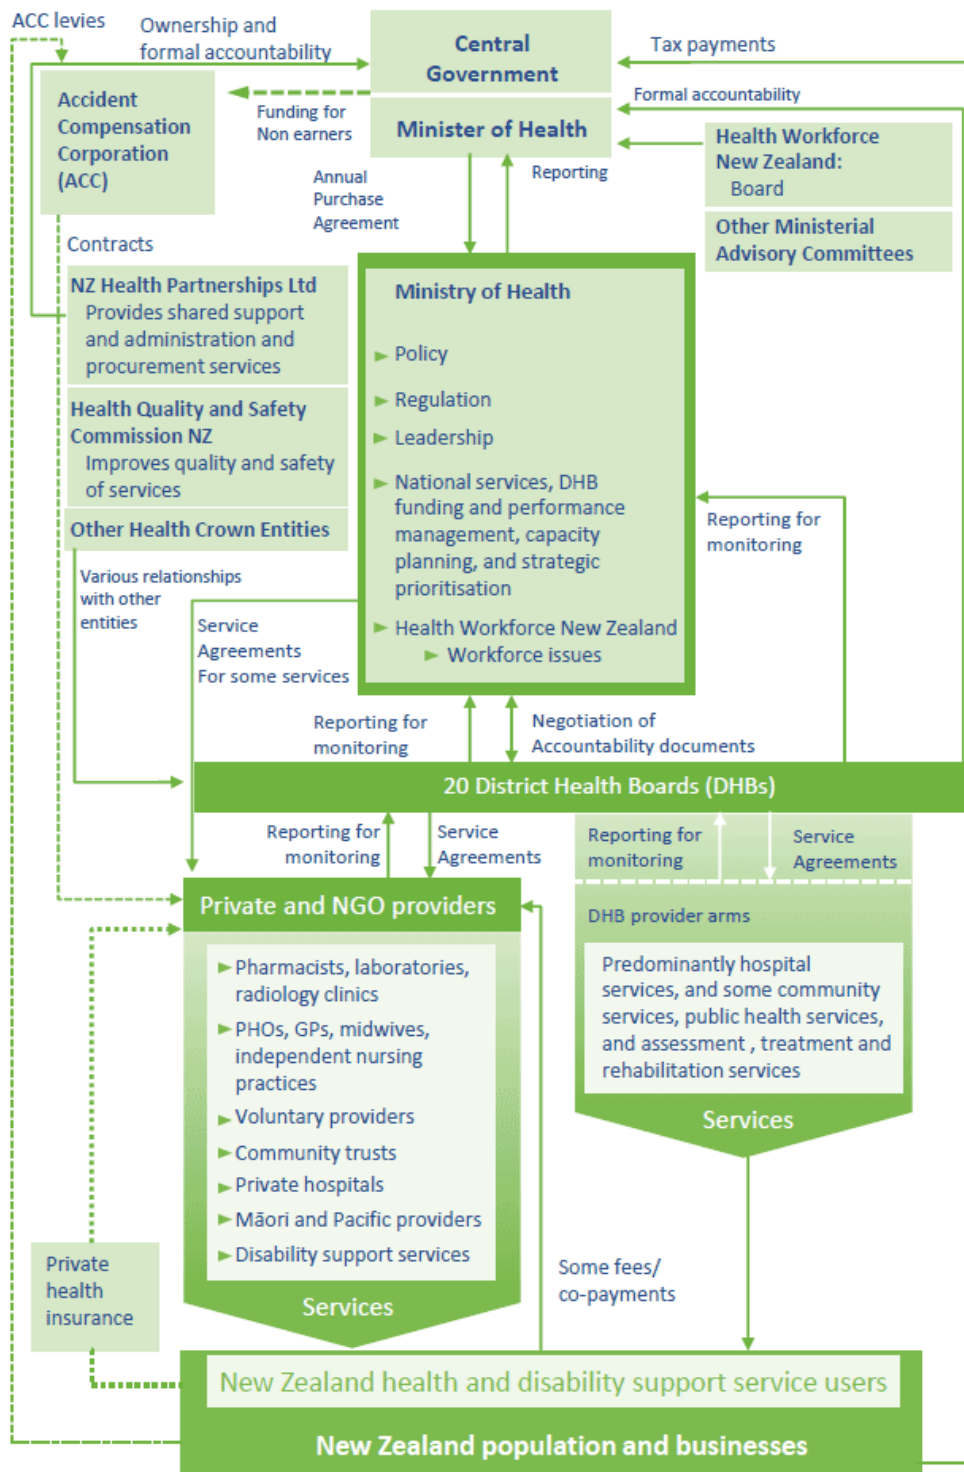 ACC levies
Ownership and
formal accountability
Central
Government
Tax payments
Accident
Compensation
Corporation
(ACC)
Funding for
Non earners
Minister of Health
Formal accountability
Health Workforce
New Zealand:
Board
Annual
Purchase
Agreement
Reporting
Other Ministerial
Advisory Committees
Contracts
NZ Health Partnerships Ltd
Provides shared support
and administration and
procurement services
Health Quality and Safety
Commission NZ
Improves quality and safety
of services
Other Health Crown Entities
Ministry of Health
► Policy
► Regulation
► Leadership
► National services, DHB
funding and performance
management, capacity
planning, and strategic
prioritisation
► Health Workforce New Zealand
► Workforce issues
Reporting for
monitoring
Various relationships
with other
entities
Service
Agreements
For some services
Reporting for
monitoring
Negotiation of
Accountability documents
20 District Health Boards (DHBs)
Reporting for
monitoring
Service
Agreements
Reporting for
monitoring
Service
Agreements
Private and NGO providers
► Pharmacists, laboratories,
radiology clinics
► PHOs, GPs, midwives,
independent nursing
practices
► Voluntary providers
► Community trusts
► Private hospitals
► Māori and Pacific providers
► Disability support services
Services
DHB provider arms
Predominantly hospital
services, and some community
services, public health services,
and assessment , treatment and
rehabilitation services
Services
Private
health
insurance
Some fees/
co-payments
New Zealand health and disability support service users
New Zealand population and businesses